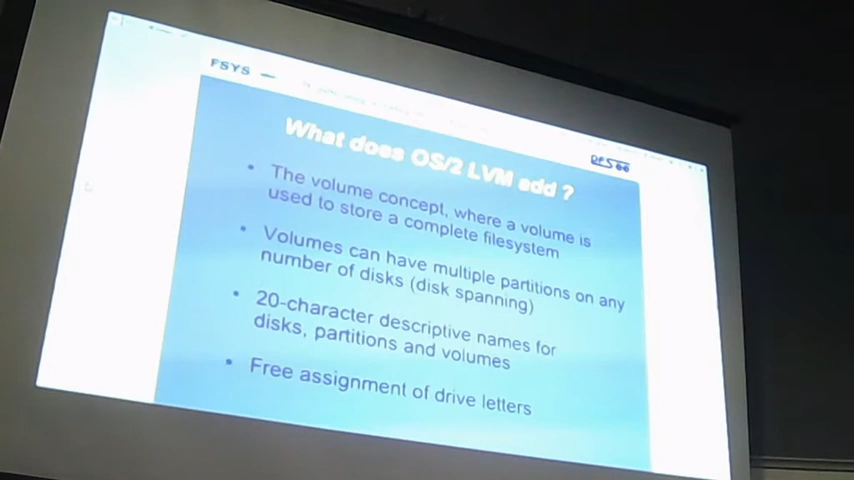 FSYS –
What does OS/2 LVM add ?
• The volume concept, where a volume is
used to store a complete filesystem
• Volumes can have multiple partitions on any
number of disks (disk spanning)
• 20-character descriptive names for
disks, partitions and volumes
• Free assignment of drive letters